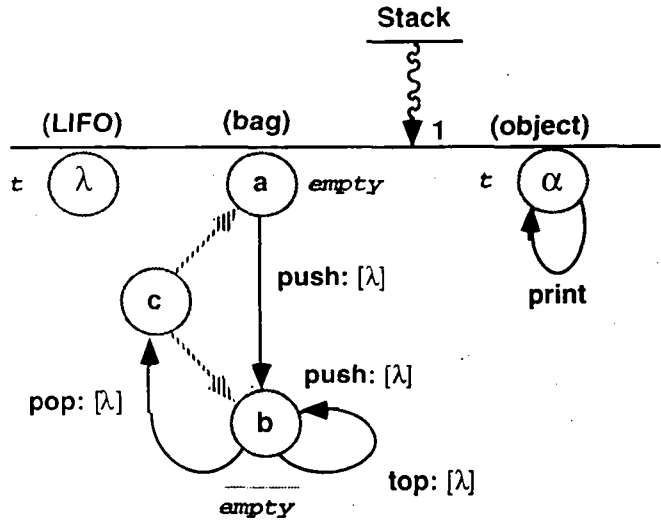 Stack
1
(LIFO)
(bag)
(object)
t
λ
a
empty
t
α
push: [λ]
print
c
push: [λ]
pop: [λ]
b
top: [λ]
empty